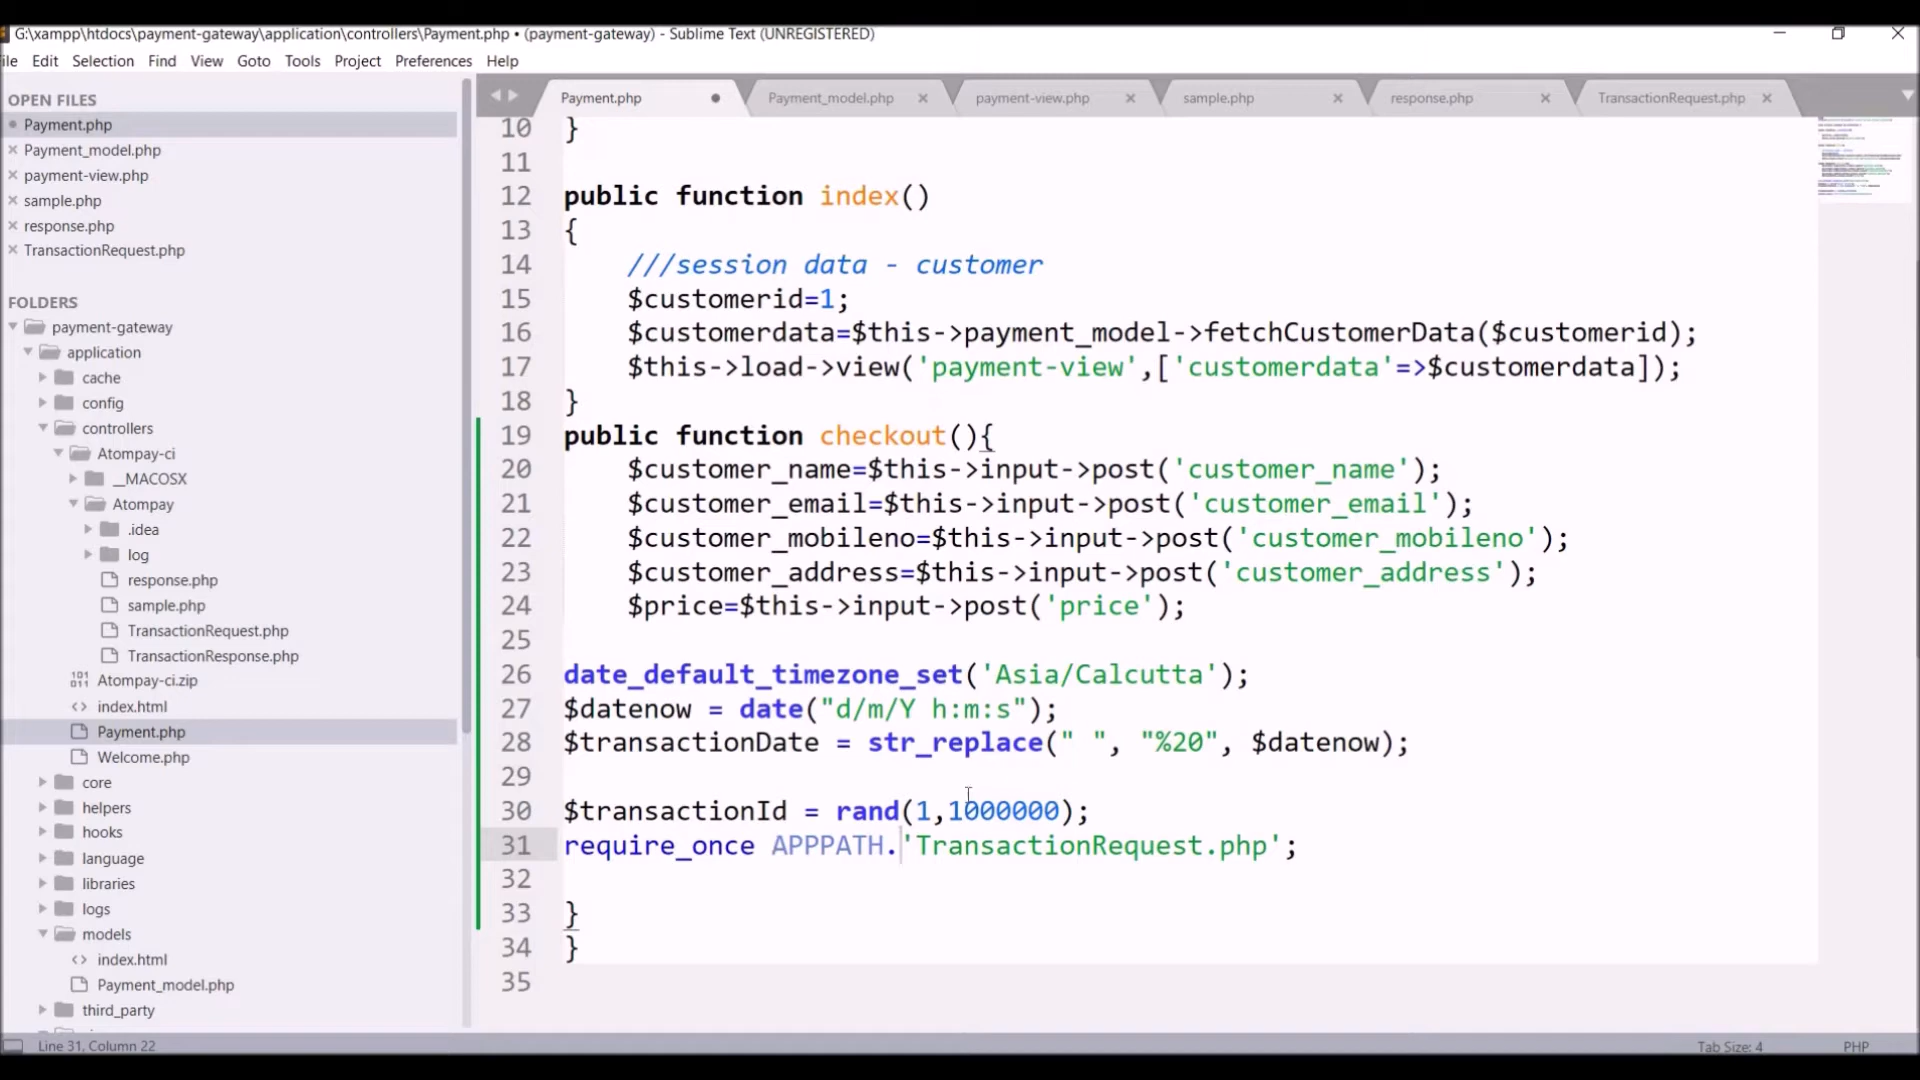 G:\xampp\htdocs\payment-gateway\application\controllers\Payment.php • (payment-gateway) - Sublime Text (UNREGISTERED)
ile Edit Selection Find View Goto Tools Project Preferences Help
OPEN FILES
Payment.php
Payment_model.php
payment-view.php
sample.php
response.php
TransactionRequest.php
FOLDERS
payment-gateway
application
cache
config
controllers
Atompay-ci
__MACOSX
Atompay
.idea
log
response.php
sample.php
TransactionRequest.php
TransactionResponse.php
Atompay-ci.zip
index.html
Payment.php
Welcome.php
core
helpers
hooks
language
libraries
logs
models
index.html
Payment_model.php
third_party
Payment.php Payment_model.php payment-view.php sample.php response.php TransactionRequest.php
10 }
11
12 public function index()
13 {
14 ///session data - customer
15 $customerid=1;
16 $customerdata=$this->payment_model->fetchCustomerData($customerid);
17 $this->load->view('payment-view',['customerdata'=>$customerdata]);
18 }
19 public function checkout(){
20 $customer_name=$this->input->post('customer_name');
21 $customer_email=$this->input->post('customer_email');
22 $customer_mobileno=$this->input->post('customer_mobileno');
23 $customer_address=$this->input->post('customer_address');
24 $price=$this->input->post('price');
25
26 date_default_timezone_set('Asia/Calcutta');
27 $datenow = date("d/m/Y h:m:s");
28 $transactionDate = str_replace(" ", "%20", $datenow);
29
30 $transactionId = rand(1,1000000);
31 require_once APPPATH.'TransactionRequest.php';
32
33 }
34 }
35
Line 31, Column 22
Tab Size: 4
PHP